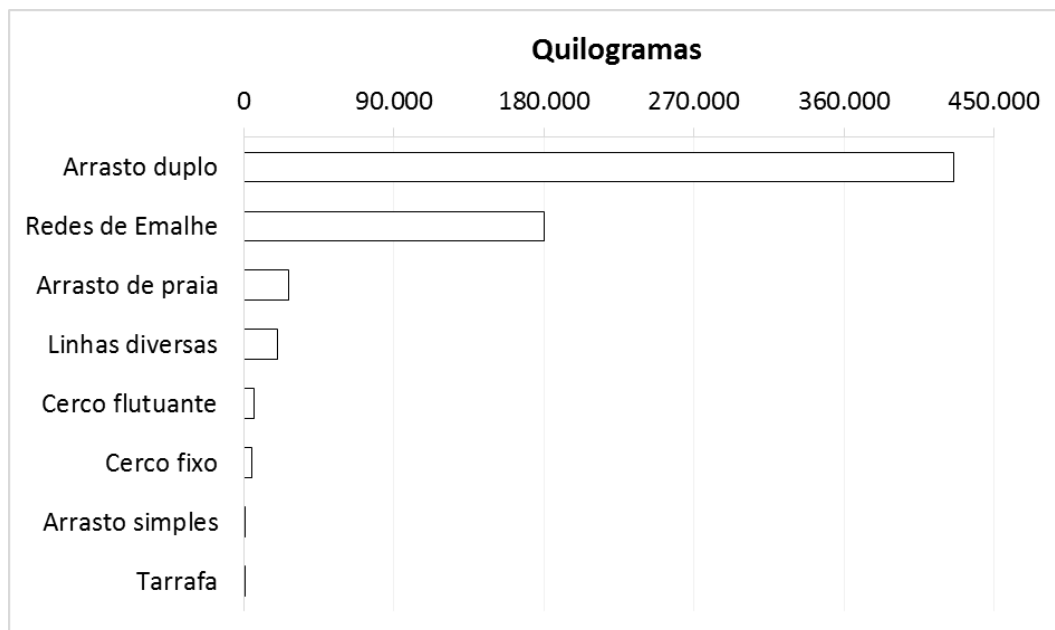 Quilogramas
0 90.000 180.000 270.000 360.000 450.000
Arrasto duplo
Redes de Emalhe
Arrasto de praia
Linhas diversas
Cerco flutuante
Cerco fixo
Arrasto simples
Tarrafa